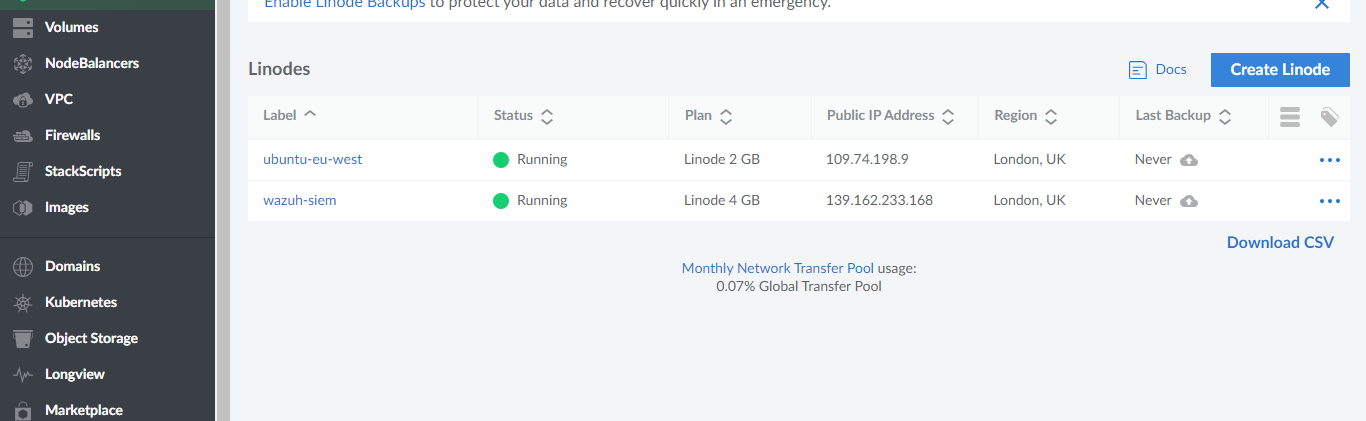 Enable Linode Backups to protect your data and recover quickly in an emergency.
Volumes
NodeBalancers
VPC
Firewalls
StackScripts
Images
Domains
Kubernetes
Object Storage
Longview
Marketplace
Linodes
Docs
Create Linode
Label Status Plan Public IP Address Region Last Backup
ubuntu-eu-west Running Linode 2 GB 109.74.198.9 London, UK Never
wazuh-siem Running Linode 4 GB 139.162.233.168 London, UK Never
Download CSV
Monthly Network Transfer Pool usage:
0.07% Global Transfer Pool